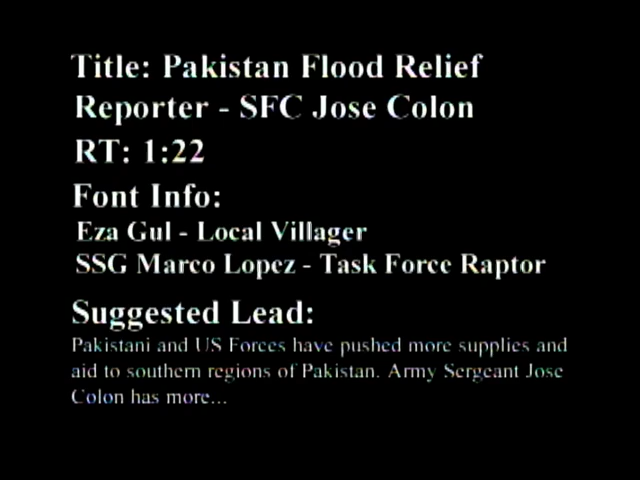 Title: Pakistan Flood Relief
Reporter - SFC Jose Colon
RT: 1:22
Font Info:
Eza Gul - Local Villager
SSG Marco Lopez - Task Force Raptor
Suggested Lead:
Pakistani and US Forces have pushed more supplies and
aid to southern regions of Pakistan. Army Sergeant Jose
Colon has more...